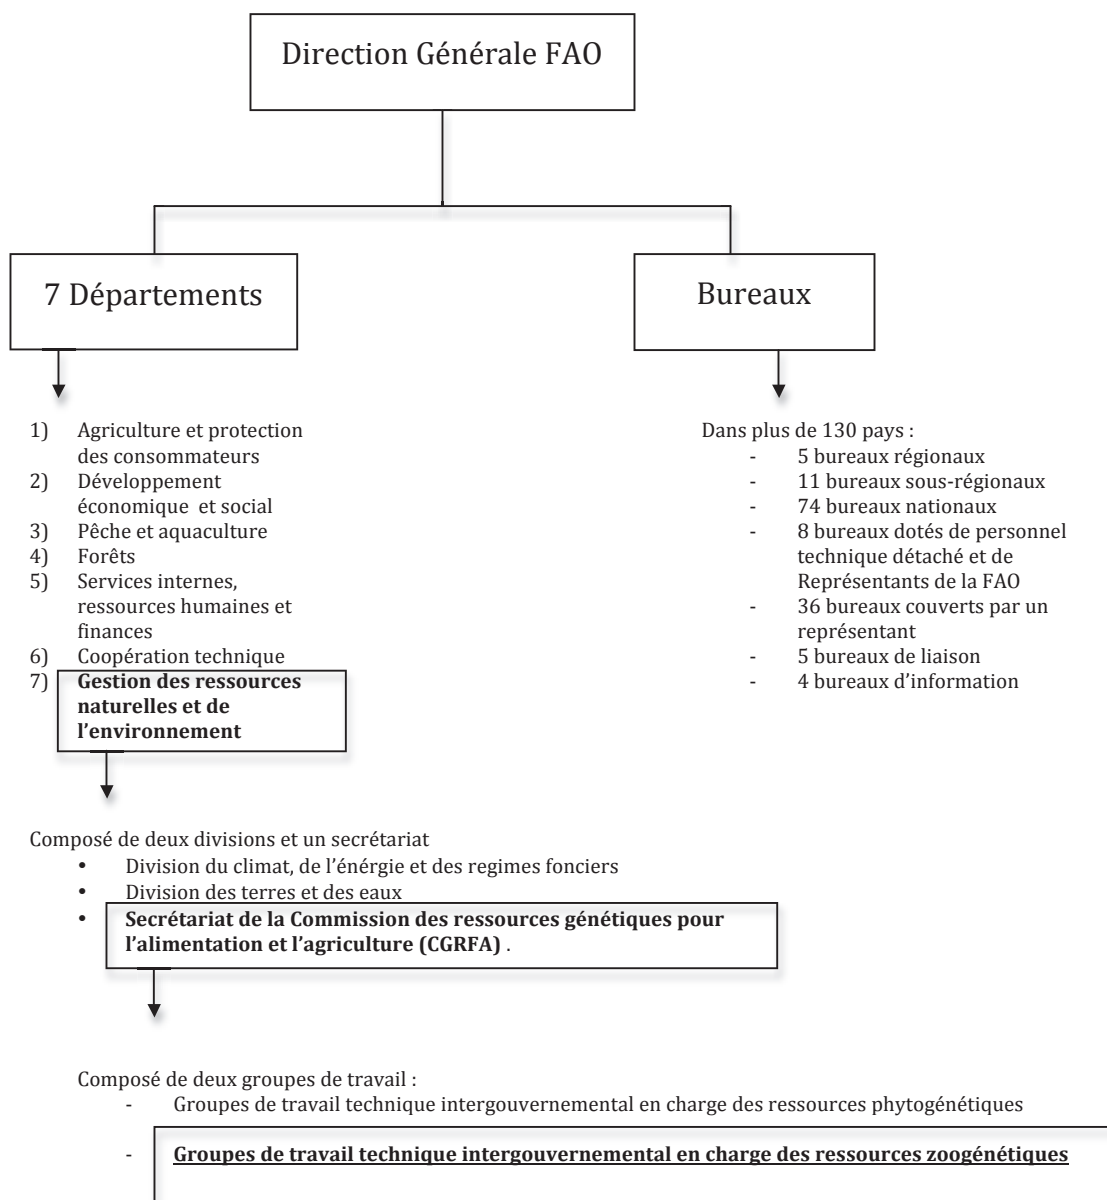 Direction Générale FAO
7 Départements
Bureaux
1) Agriculture et protection
des consommateurs
2) Développement
économique et social
3) Pêche et aquaculture
4) Forêts
5) Services internes,
ressources humaines et
finances
6) Coopération technique
7) Gestion des ressources
naturelles et de
l'environnement
Dans plus de 130 pays :
- 5 bureaux régionaux
- 11 bureaux sous-régionaux
- 74 bureaux nationaux
- 8 bureaux dotés de personnel
technique détaché et de
Représentants de la FAO
- 36 bureaux couverts par un
représentant
- 5 bureaux de liaison
- 4 bureaux d'information
Composé de deux divisions et un secrétariat
• Division du climat, de l'énérgie et des regimes fonciers
• Division des terres et des eaux
• Secrétariat de la Commission des ressources génétiques pour
l'alimentation et l'agriculture (CGRFA) .
Composé de deux groupes de travail :
- Groupes de travail technique intergouvernemental en charge des ressources phytogénétiques
- Groupes de travail technique intergouvernemental en charge des ressources zoogénétiques